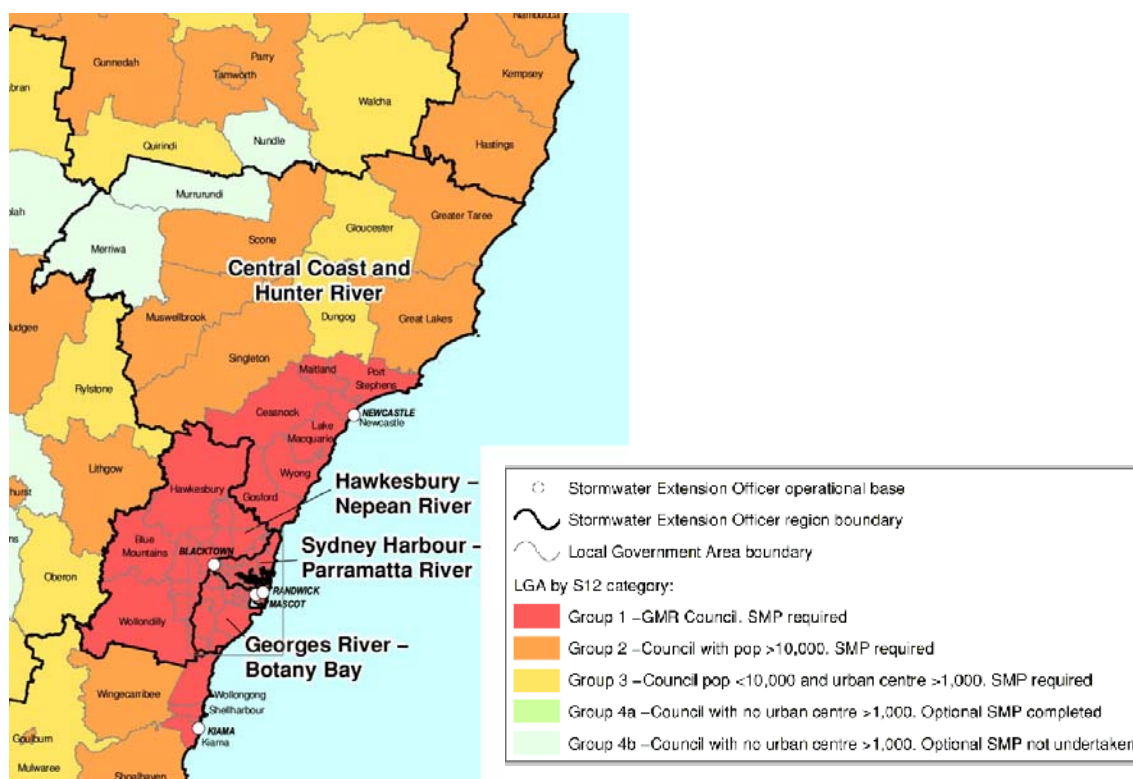 Nambucca
Parry
Gunnedah
Tamworth
Kempsey
Walcha
Quirindi
Nundle
Hastings
Murrurundi
Greater Taree
Gloucester
Scone
Merriwa
Central Coast and
Hunter River
Muswellbrook
Dungog
Great Lakes
Singleton
Maitland
Port
Stephens
Rylstone
Cessnock
NEWCASTLE
Newcastle
Lake
Macquarie
Wyong
Lithgow
Hawkesbury
Gosford
Hawkesbury –
Nepean River
Blue
Mountains
BLACKTOWN
Sydney Harbour –
Parramatta River
Oberon
RANDWICK
MASCOT
Wollondilly
Georges River –
Botany Bay
Wingecarribee
Wollongong
Shellharbour
KIAMA
Kiama
Goulburn
Mulwaree
Shoalhaven
Stormwater Extension Officer operational base
Stormwater Extension Officer region boundary
Local Government Area boundary
LGA by S12 category:
Group 1 –GMR Council. SMP required
Group 2 –Council with pop >10,000. SMP required
Group 3 –Council pop <10,000 and urban centre >1,000. SMP required
Group 4a –Council with no urban centre >1,000. Optional SMP completed
Group 4b –Council with no urban centre >1,000. Optional SMP not undertaken